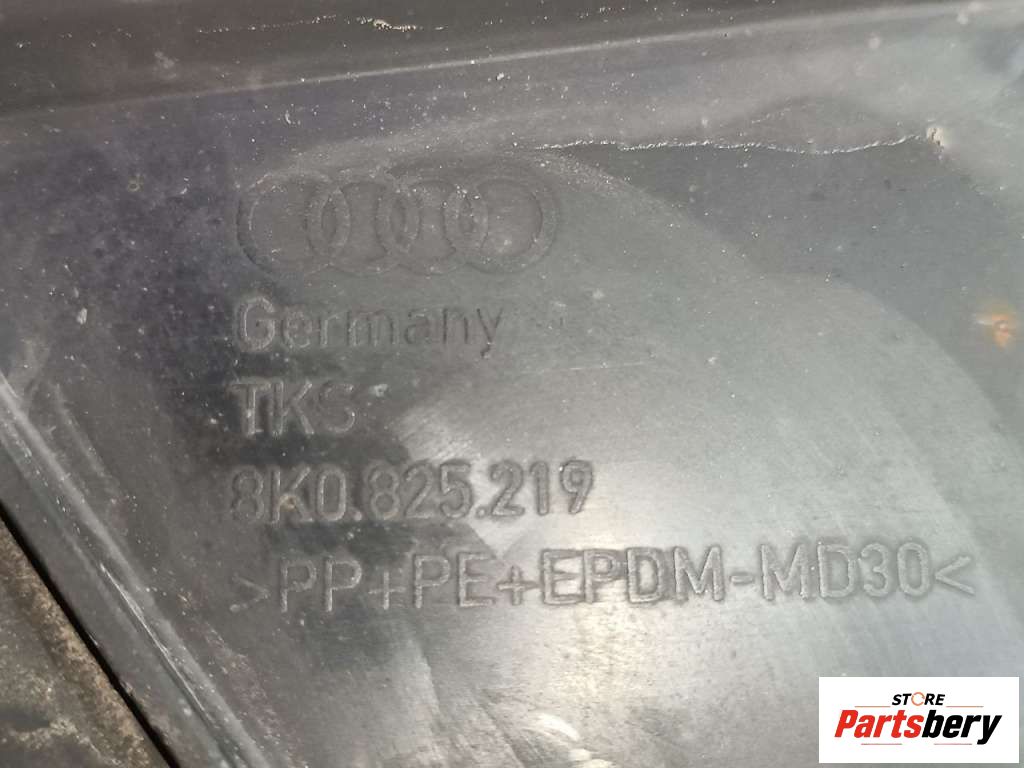 Germany
TKS
8K0.825.219
>PP+PE+EPDM-MD30<
STORE
Partsbery